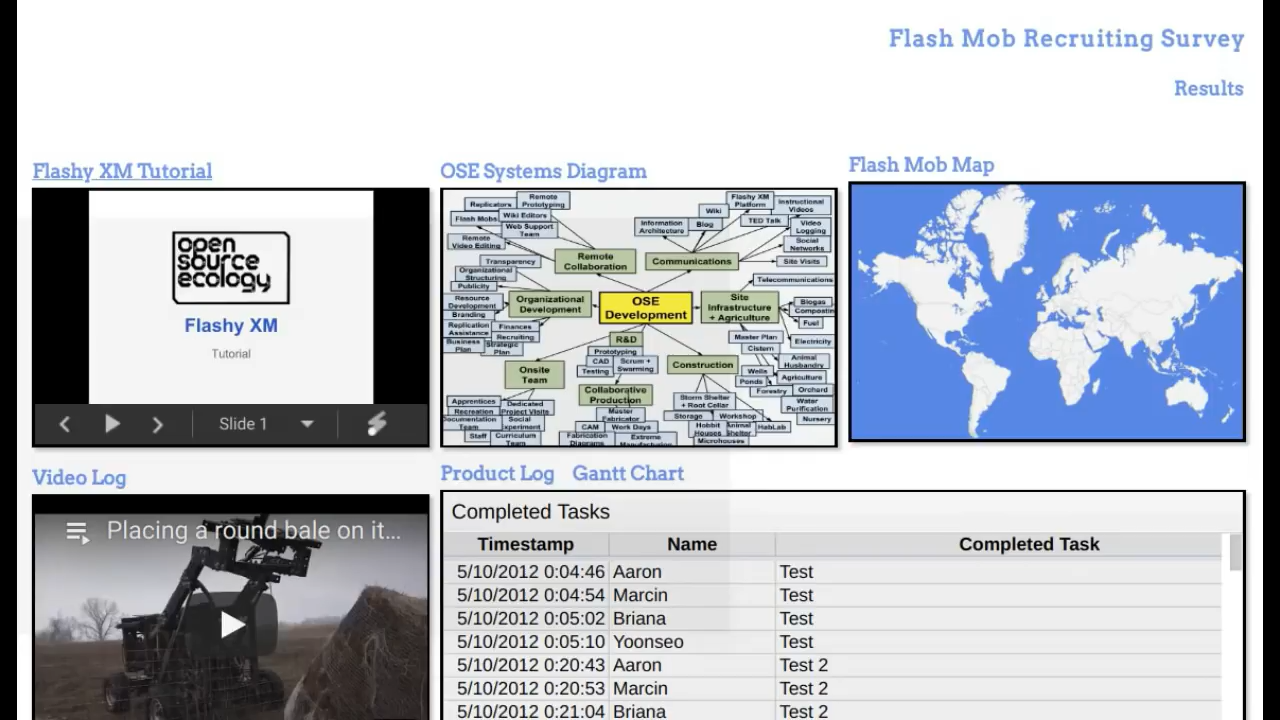 Flash Mob Recruiting Survey
Results
Flashy XM Tutorial
open
source
ecology
Flashy XM
Tutorial
Slide 1
OSE Systems Diagram
Replicators
Remote
Prototyping
Flash Mobs
Wiki Editors
Web Support
Team
Remote
Video Editing
Remote
Collaboration
Information
Architecture
Wiki
Blog
Flashy XM
Platform
TED Talk
Instructional
Videos
Video
Logging
Social
Networks
Site Visits
Communications
Transparency
Organizational
Structuring
Publicity
Resource
Development
Branding
Replication
Assistance
Business
Plan
Finances
Recruiting
Strategic
Plan
Organizational
Development
OSE
Development
Site
Infrastructure
+ Agriculture
Telecommunications
Biogas
Compostin
Fuel
Electricity
Master Plan
Cistern
Animal
Husbandry
Wells
Ponds
Agriculture
Forestry
Orchard
Water
Purification
Nursery
R&D
Prototyping
CAD
Testing
Scrum +
Swarming
Onsite
Team
Collaborative
Production
Construction
Apprentices
Recreation
Dedicated
Project Visits
Documentation
Team
Social
Experiment
Staff
Curriculum
Team
Master
Fabricator
CAM
Work Days
Fabrication
Diagrams
Extreme
Manufacturing
Storm Shelter
+ Root Cellar
Storage
Workshop
Hobbit
Houses
Animal
Shelter
HabLab
Microhouses
Flash Mob Map
Video Log
Placing a round bale on it...
Product Log Gantt Chart
Completed Tasks
Timestamp Name Completed Task
5/10/2012 0:04:46 Aaron Test
5/10/2012 0:04:54 Marcin Test
5/10/2012 0:05:02 Briana Test
5/10/2012 0:05:10 Yoonseo Test
5/10/2012 0:20:43 Aaron Test 2
5/10/2012 0:20:53 Marcin Test 2
5/10/2012 0:21:04 Briana Test 2